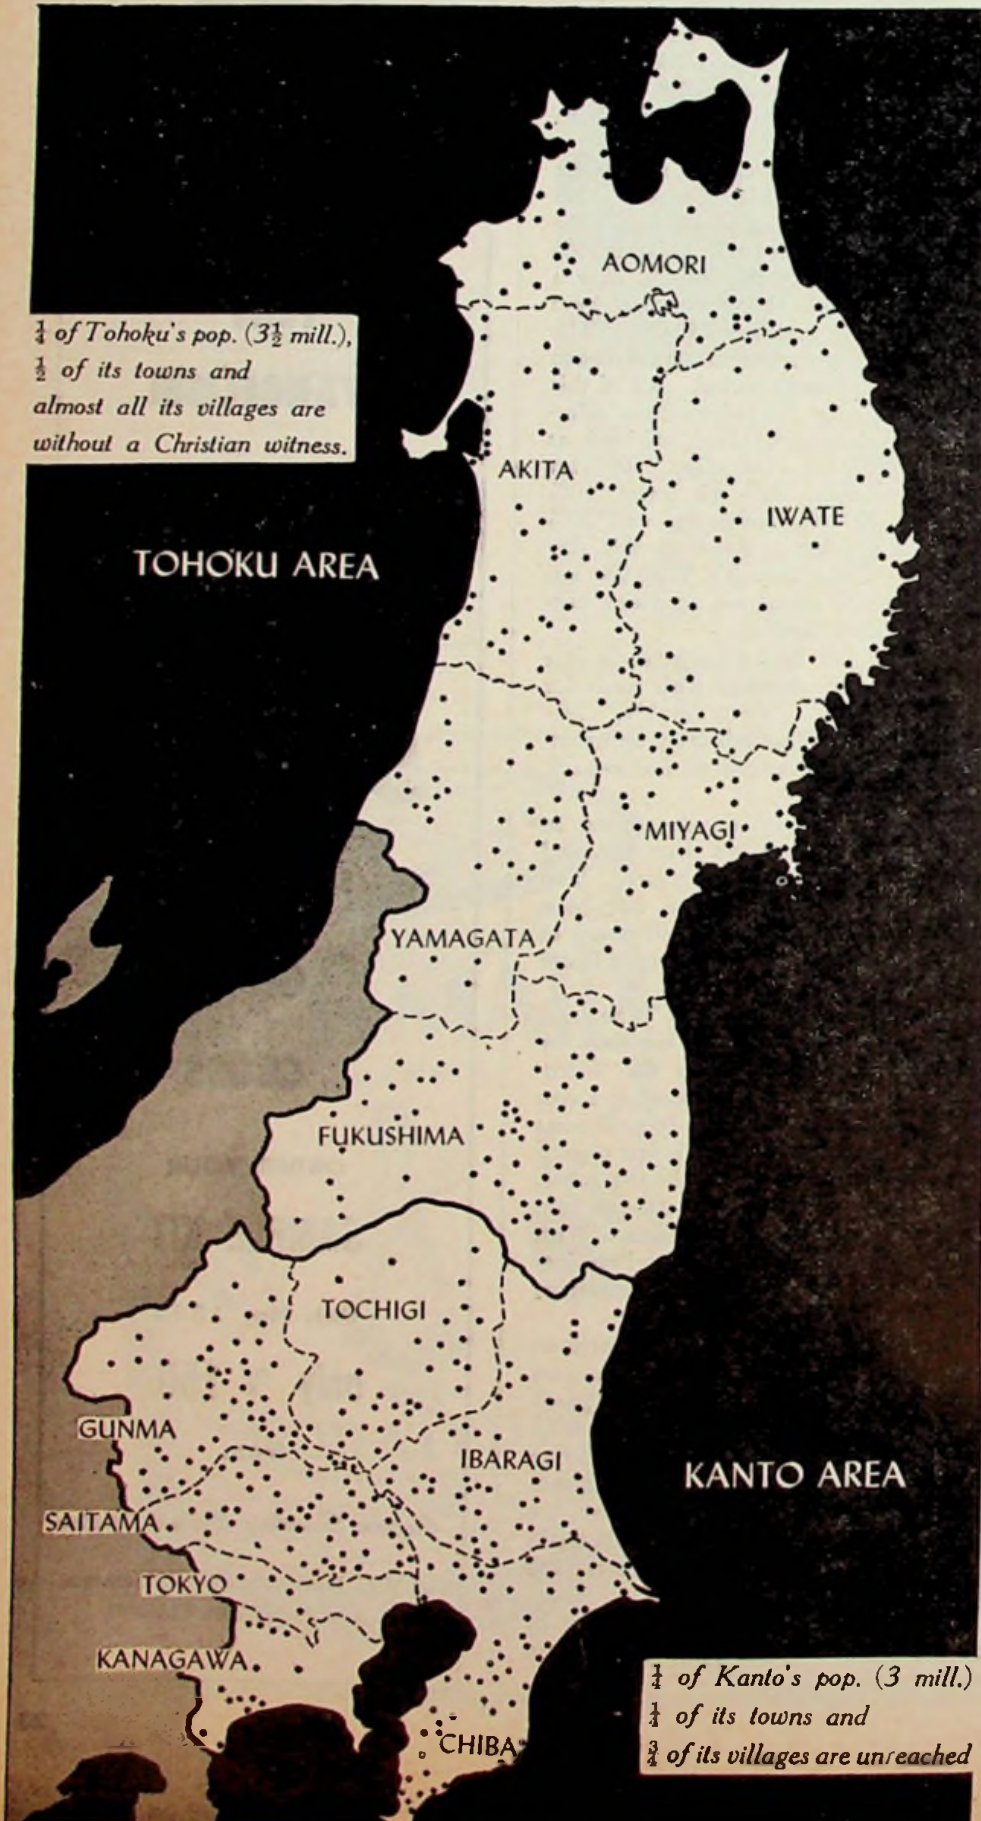 AOMORI
¼ of Tohoku's pop. (3½ mill.),
½ of its towns and
almost all its villages are
without a Christian witness.
AKITA
IWATE
TOHOKU AREA
MIYAGI
YAMAGATA
FUKUSHIMA
TOCHIGI
GUNMA
IBARAGI
KANTO AREA
SAITAMA
TOKYO
KANAGAWA
¼ of Kanto's pop. (3 mill.)
¼ of its towns and
¾ of its villages are unreached
CHIBA